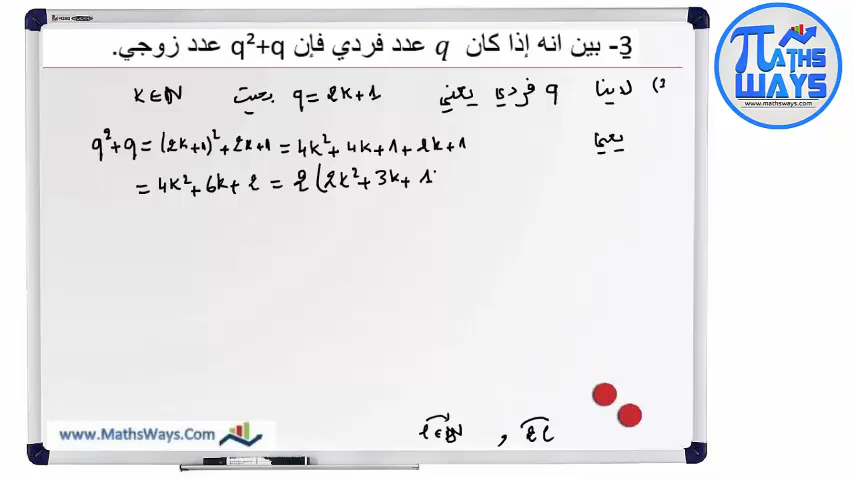 3- بين انه إذا كان q عدد فردي فإن q²+q عدد زوجي.
MATHS WAYS
www.mathsways.com
3) لدينا q فردي يعني q = 2k+1 بحيث k∈ℕ
يعني
q²+q = (2k+1)² + 2k+1 = 4k² + 4k + 1 + 2k + 1
= 4k² + 6k + 2 = 2(2k² + 3k + 1
www.MathsWays.Com
l∈ℕ , 2l